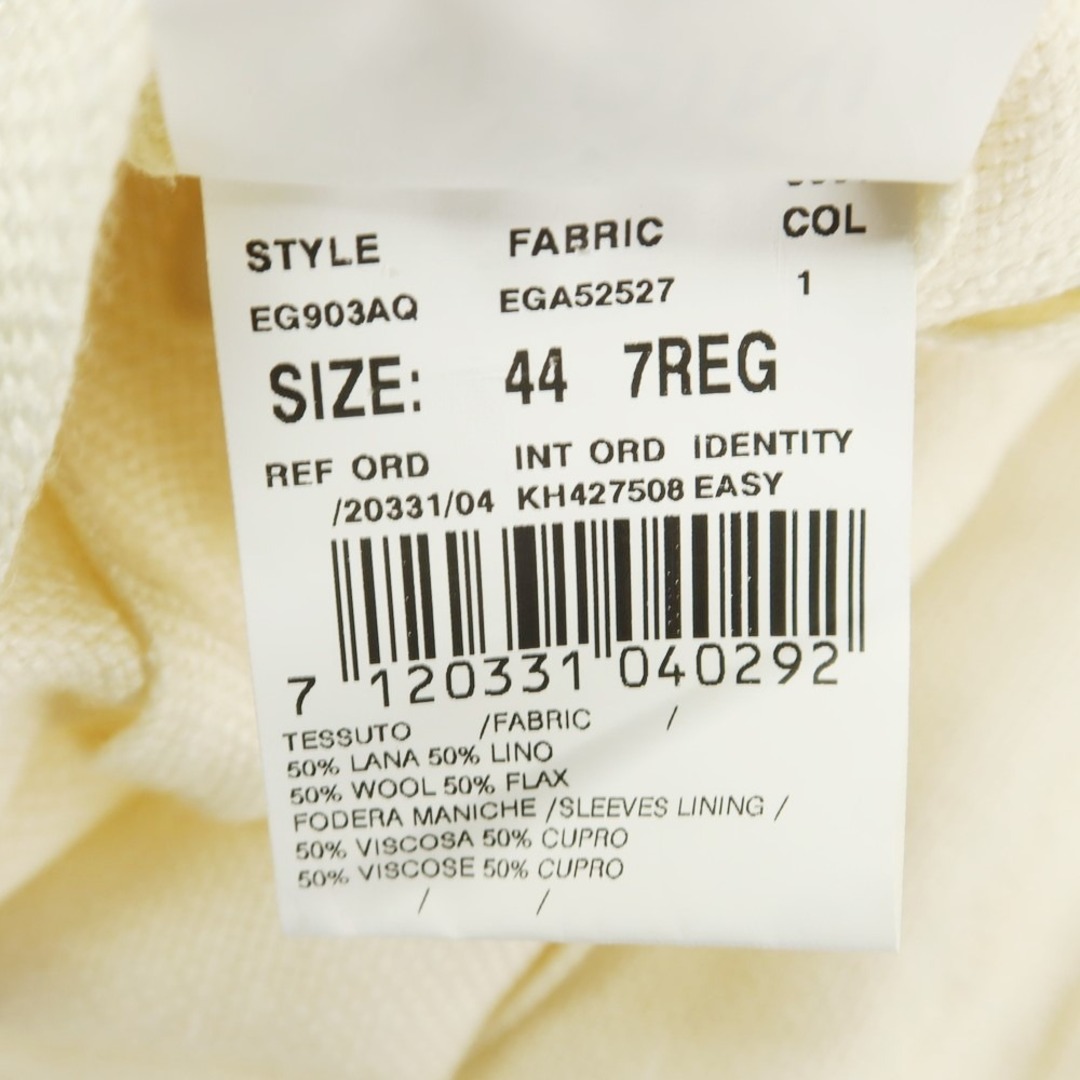 STYLE FABRIC COL
EG903AQ EGA52527 1
SIZE: 44 7REG
REF ORD INT ORD IDENTITY
/20331/04 KH427508 EASY
7 120331 040292
TESSUTO /FABRIC /
50% LANA 50% LINO
50% WOOL 50% FLAX
FODERA MANICHE /SLEEVES LINING /
50% VISCOSA 50% CUPRO
50% VISCOSE 50% CUPRO
/ /